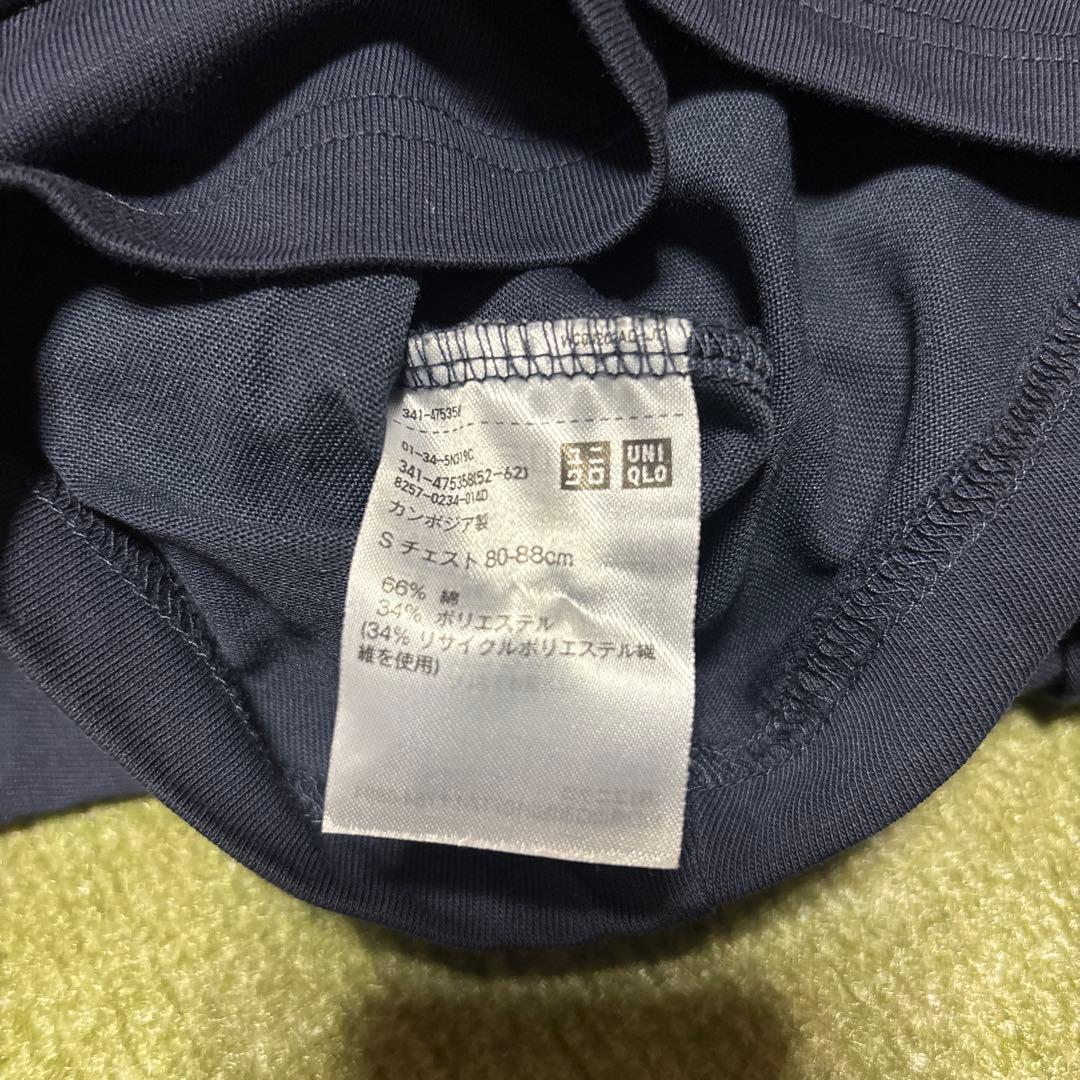 341-475358
01-34-5N319C
341-475358(52-62)
8257-0234-014D
カンボジア製
S チェスト 80-88cm
66% 綿
34% ポリエステル
(34% リサイクルポリエステル繊
維を使用)
ユニ
クロ
UNI
QLO